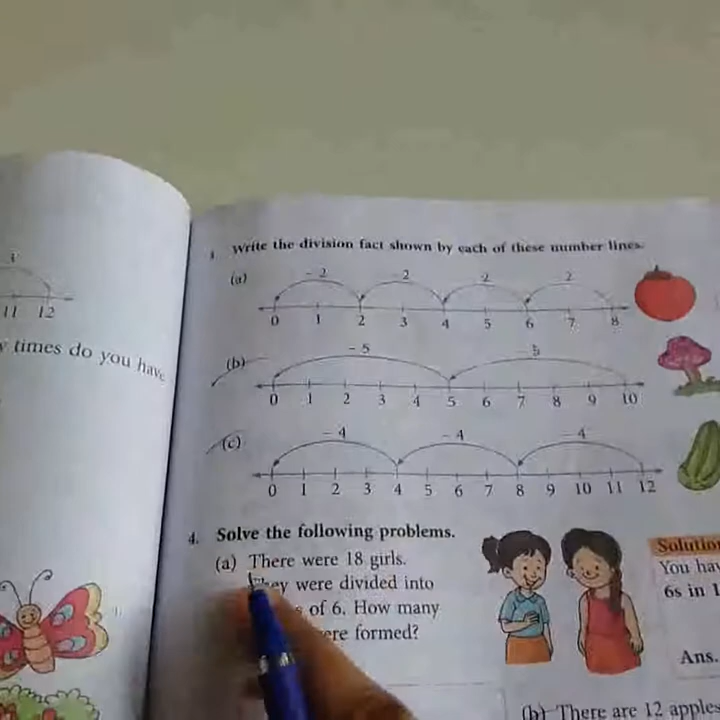 3
11 12
times do you have
Write the division fact shown by each of these number lines.
(a) - 2 2 2 2
0 1 2 3 4 5 6 7 8
(b) - 5 5
0 1 2 3 4 5 6 7 8 9 10
(c) - 4 - 4 4
0 1 2 3 4 5 6 7 8 9 10 11 12
4. Solve the following problems.
(a) There were 18 girls.
They were divided into
of 6. How many
formed?
Solution
You
6s in 1
Ans.
(b) There are 12 apples